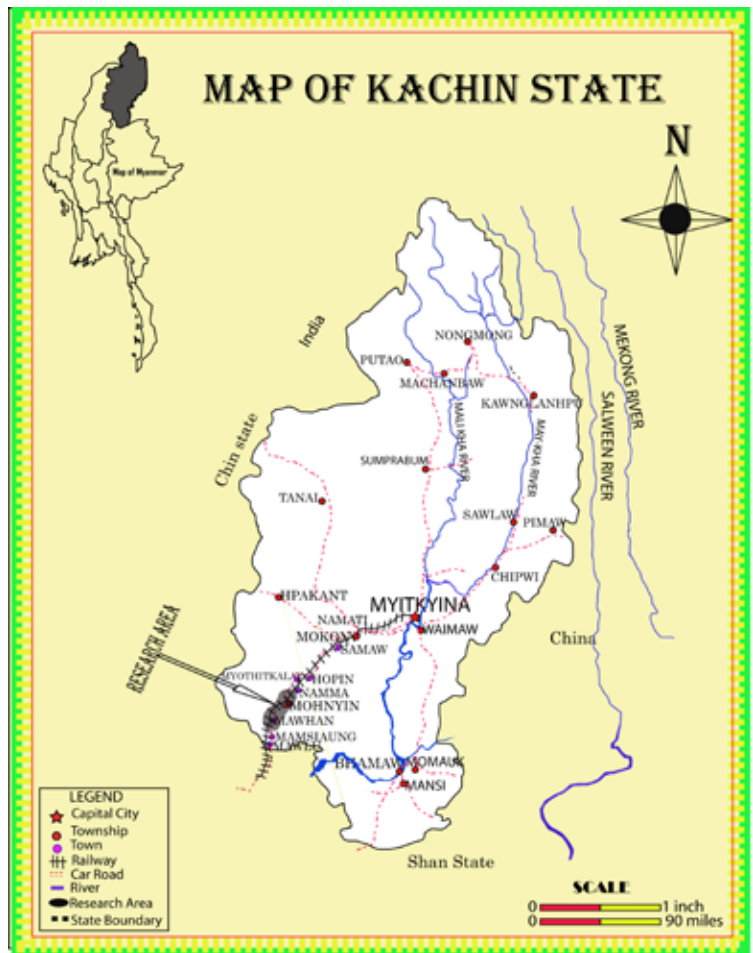 MAP OF KACHIN STATE
Map of Myanmar
N
India
Chin state
NONGMONG
PUTAO
MACHANBAW
KAWNGLANHPU
MEKONG RIVER
SALWEEN RIVER
MALI KHA RIVER
MAY KHA RIVER
SUMPRABUM
TANAI
SAWLAW
PIMAW
CHIPWI
HPAKANT
MYITKYINA
NAMATI
WAIMAW
SAMAW
China
RESEARCH AREA
MYOTHITKALAY
HOPIN
NAMMA
MOHNYIN
MAWHAN
MAMSIAUNG
BHAMAW
MOMAUK
MANSI
Shan State
LEGEND
Capital City
Township
Town
Railway
Car Road
River
Research Area
State Boundary
SCALE
0 1 inch
0 90 miles